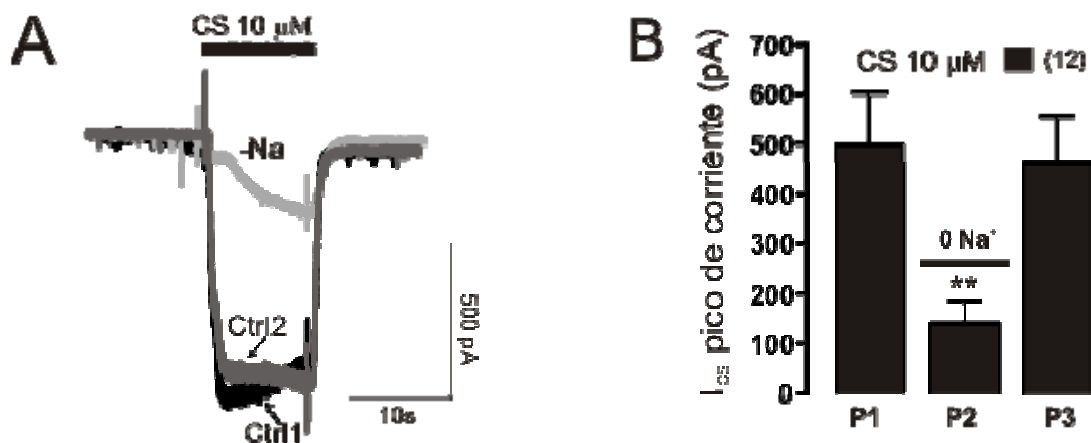 A
CS 10 µM
-Na
Ctrl2
Ctrl1
500 pA
10s
B
I_CS pico de corriente (pA)
700
600
500
400
300
200
100
0
CS 10 µM (12)
0 Na⁺
**
P1 P2 P3